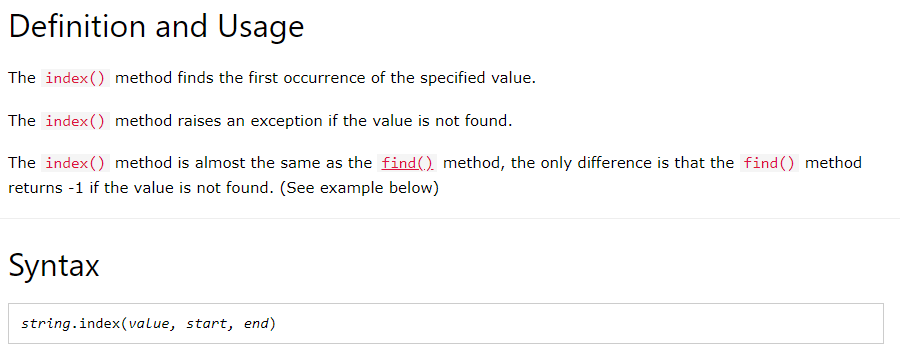 Definition and Usage
The index() method finds the first occurrence of the specified value.
The index() method raises an exception if the value is not found.
The index() method is almost the same as the find() method, the only difference is that the find() method
returns -1 if the value is not found. (See example below)
Syntax
string.index(value, start, end)